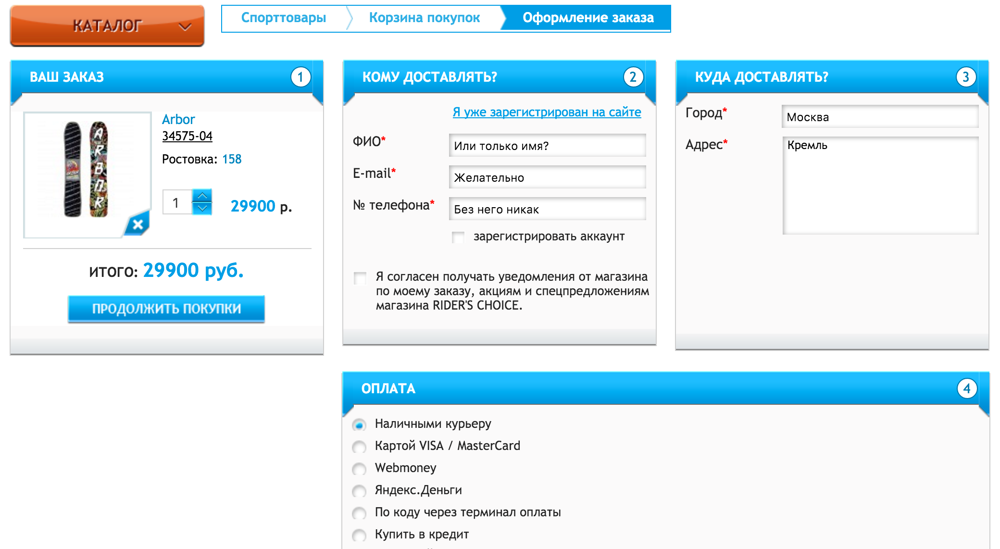 КАТАЛОГ
Спорттовары
Корзина покупок
Оформление заказа
ВАШ ЗАКАЗ
1
ARBOR
Arbor
34575-04
Ростовка: 158
1
29900 р.
итого: 29900 руб.
ПРОДОЛЖИТЬ ПОКУПКИ
КОМУ ДОСТАВЛЯТЬ?
2
Я уже зарегистрирован на сайте
ФИО*
Или только имя?
E-mail*
Желательно
№ телефона*
Без него никак
зарегистрировать аккаунт
Я согласен получать уведомления от магазина
по моему заказу, акциям и спецпредложениям
магазина RIDER'S CHOICE.
КУДА ДОСТАВЛЯТЬ?
3
Город*
Москва
Адрес*
Кремль
ОПЛАТА
4
Наличными курьеру
Картой VISA / MasterCard
Webmoney
Яндекс.Деньги
По коду через терминал оплаты
Купить в кредит